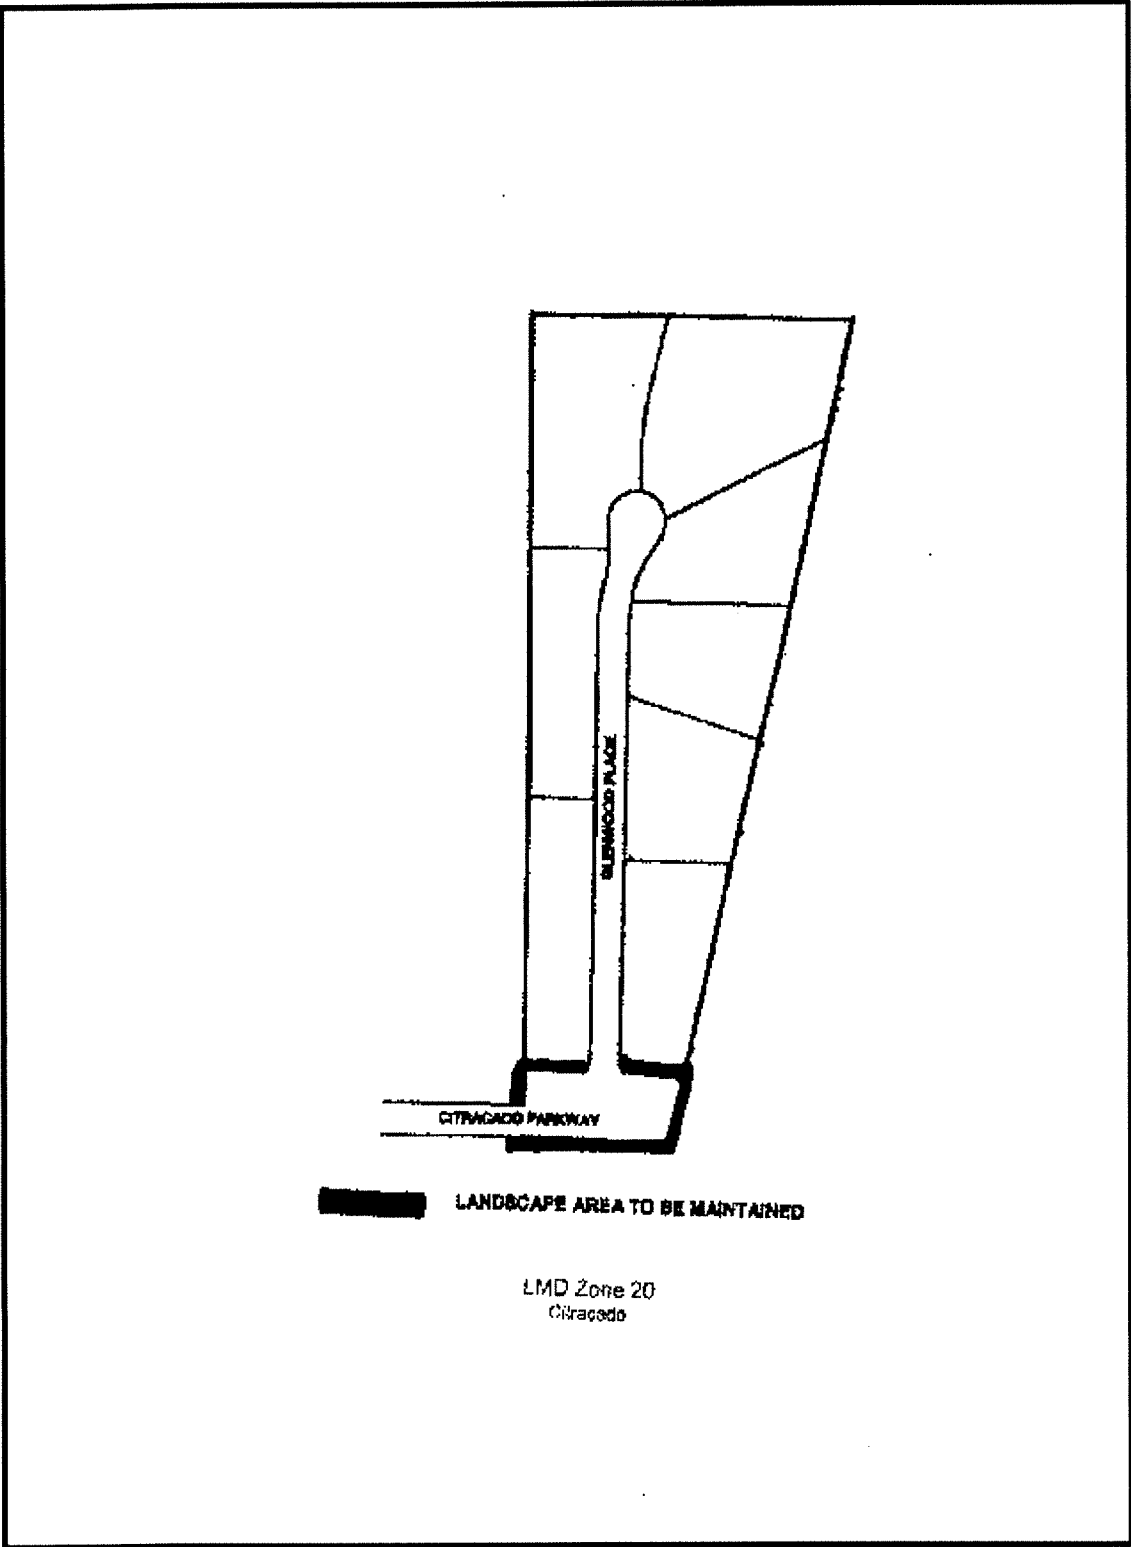 GLENWOOD PLACE
CITRACADO PARKWAY
LANDSCAPE AREA TO BE MAINTAINED
LMD Zone 20
Citracado